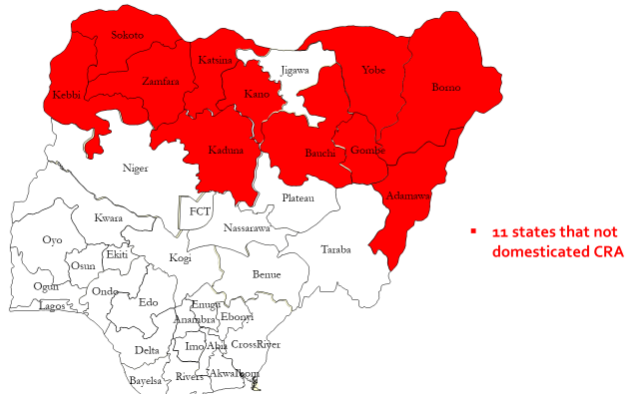 Sokoto
Katsina
Yobe
Borno
Jigawa
Zamfara
Kebbi
Kano
Kaduna
Bauchi
Gombe
Niger
Adamawa
Plateau
FCT
Kwara
Nassarawa
▪ 11 states that not
domesticated CRA
Oyo
Ekiti
Kogi
Taraba
Osun
Benue
Ogun
Ondo
Lagos
Edo
Enugu
Anambra
Ebonyi
Delta
Imo
Abia
CrossRiver
Bayelsa
Rivers
AkwaIbom